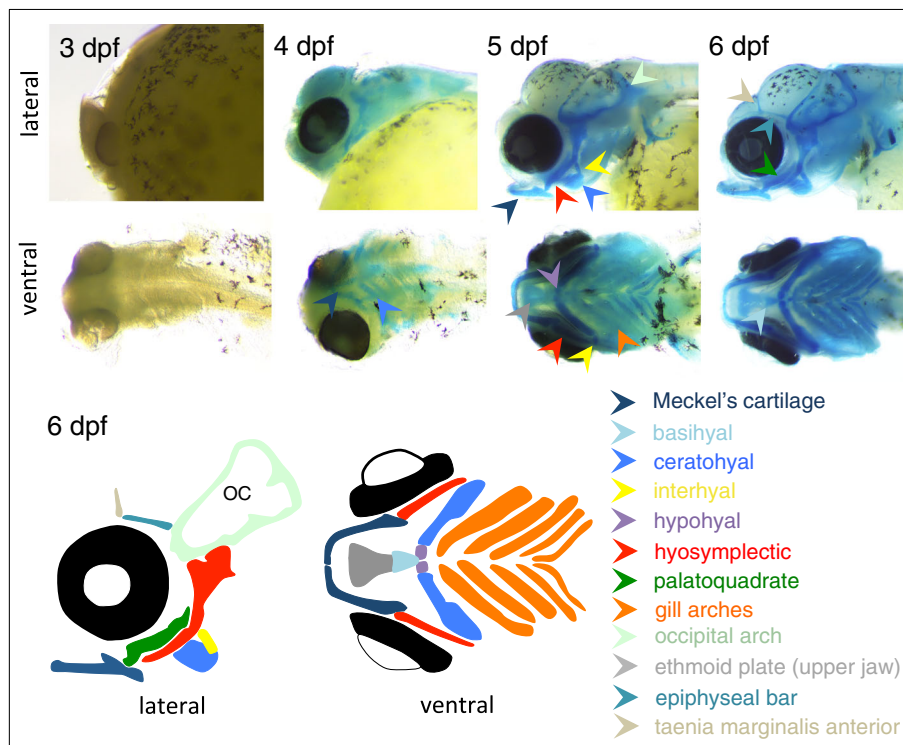 3 dpf
4 dpf
5 dpf
6 dpf
lateral
ventral
6 dpf
OC
lateral
ventral
Meckel's cartilage
basihyal
ceratohyal
interhyal
hypohyal
hyosymplectic
palatoquadrate
gill arches
occipital arch
ethmoid plate (upper jaw)
epiphyseal bar
taenia marginalis anterior